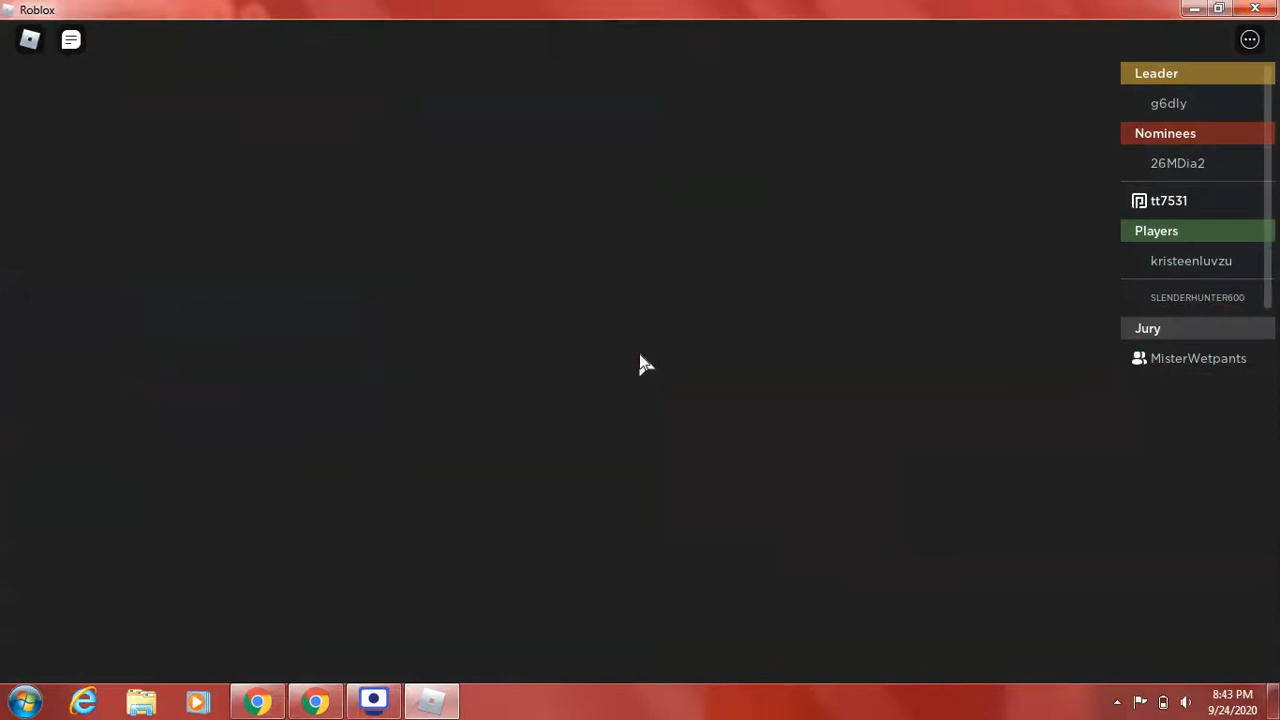 Roblox
Leader
g6dly
Nominees
26MDia2
tt7531
Players
kristeenluvzu
SLENDERHUNTER600
Jury
MisterWetpants
8:43 PM
9/24/2020